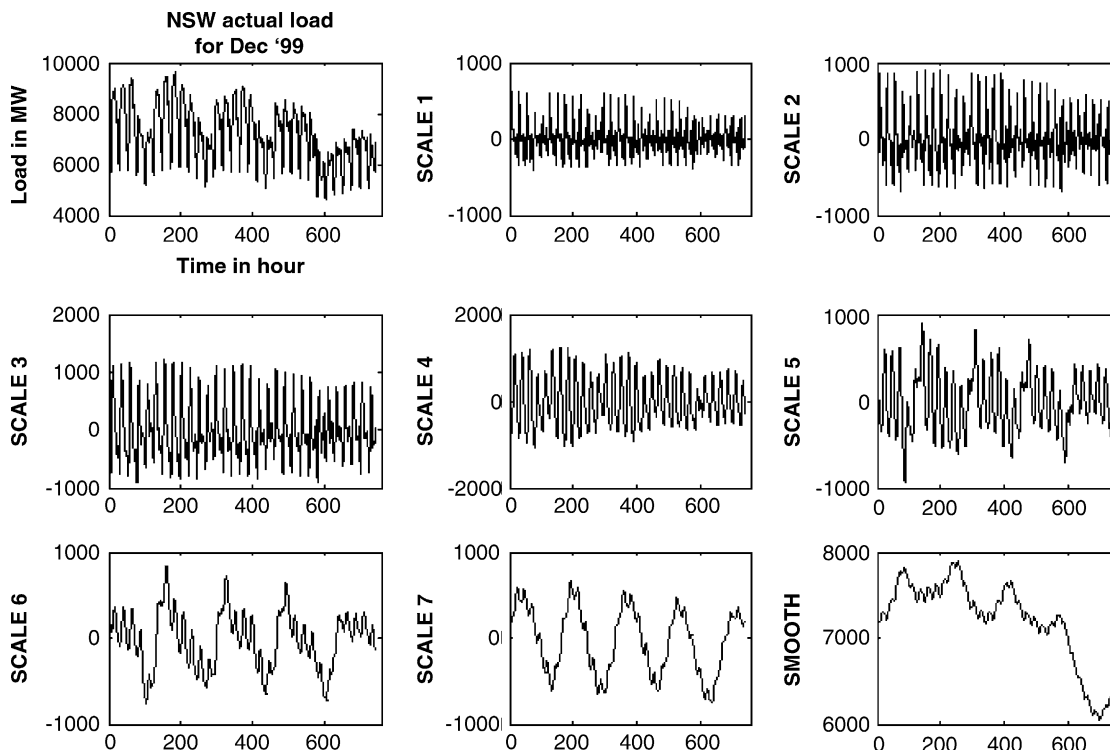 NSW actual load
for Dec ‘99
Load in MW
10000
8000
6000
4000
0 200 400 600
Time in hour
SCALE 1
1000
0
-1000
0 200 400 600
SCALE 2
1000
0
-1000
0 200 400 600
SCALE 3
2000
1000
0
-1000
0 200 400 600
SCALE 4
2000
0
-2000
0 200 400 600
SCALE 5
1000
0
-1000
0 200 400 600
SCALE 6
1000
0
-1000
0 200 400 600
SCALE 7
1000
0
-1000
0 200 400 600
SMOOTH
8000
7000
6000
0 200 400 600